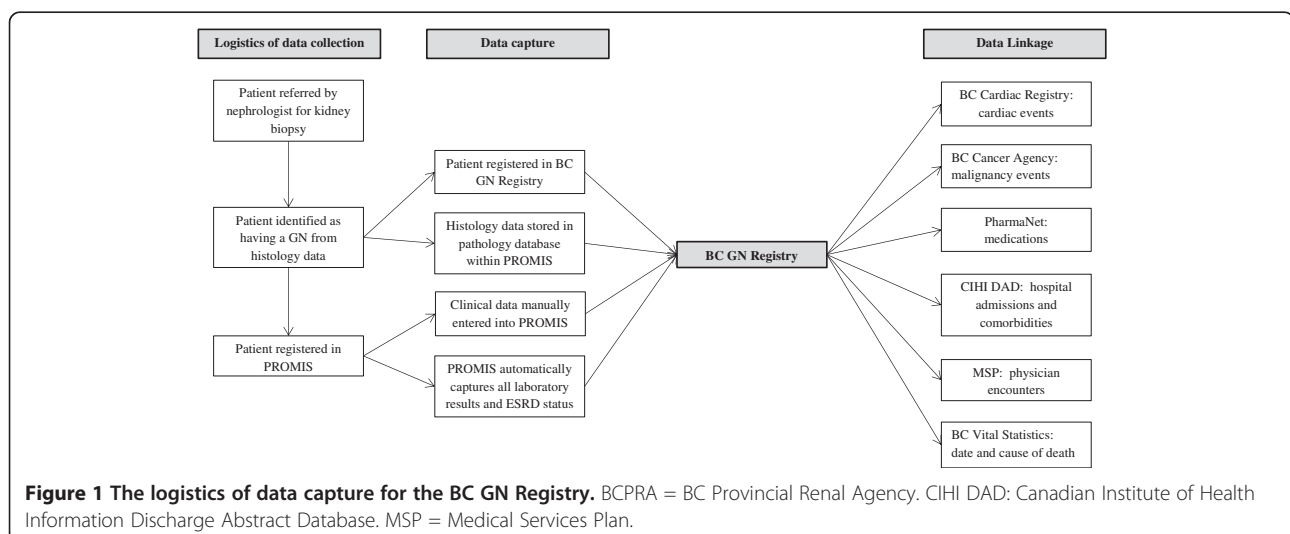 Logistics of data collection
Data capture
Data Linkage
Patient referred by
nephrologist for kidney
biopsy
Patient identified as
having a GN from
histology data
Patient registered in
PROMIS
Patient registered in BC
GN Registry
Histology data stored in
pathology database
within PROMIS
Clinical data manually
entered into PROMIS
PROMIS automatically
captures all laboratory
results and ESRD status
BC GN Registry
BC Cardiac Registry:
cardiac events
BC Cancer Agency:
malignancy events
PharmaNet:
medications
CIHI DAD:  hospital
admissions and
comorbidities
MSP:  physician
encounters
BC Vital Statistics:
date and cause of death
Figure 1 The logistics of data capture for the BC GN Registry. BCPRA = BC Provincial Renal Agency. CIHI DAD: Canadian Institute of Health
Information Discharge Abstract Database. MSP = Medical Services Plan.